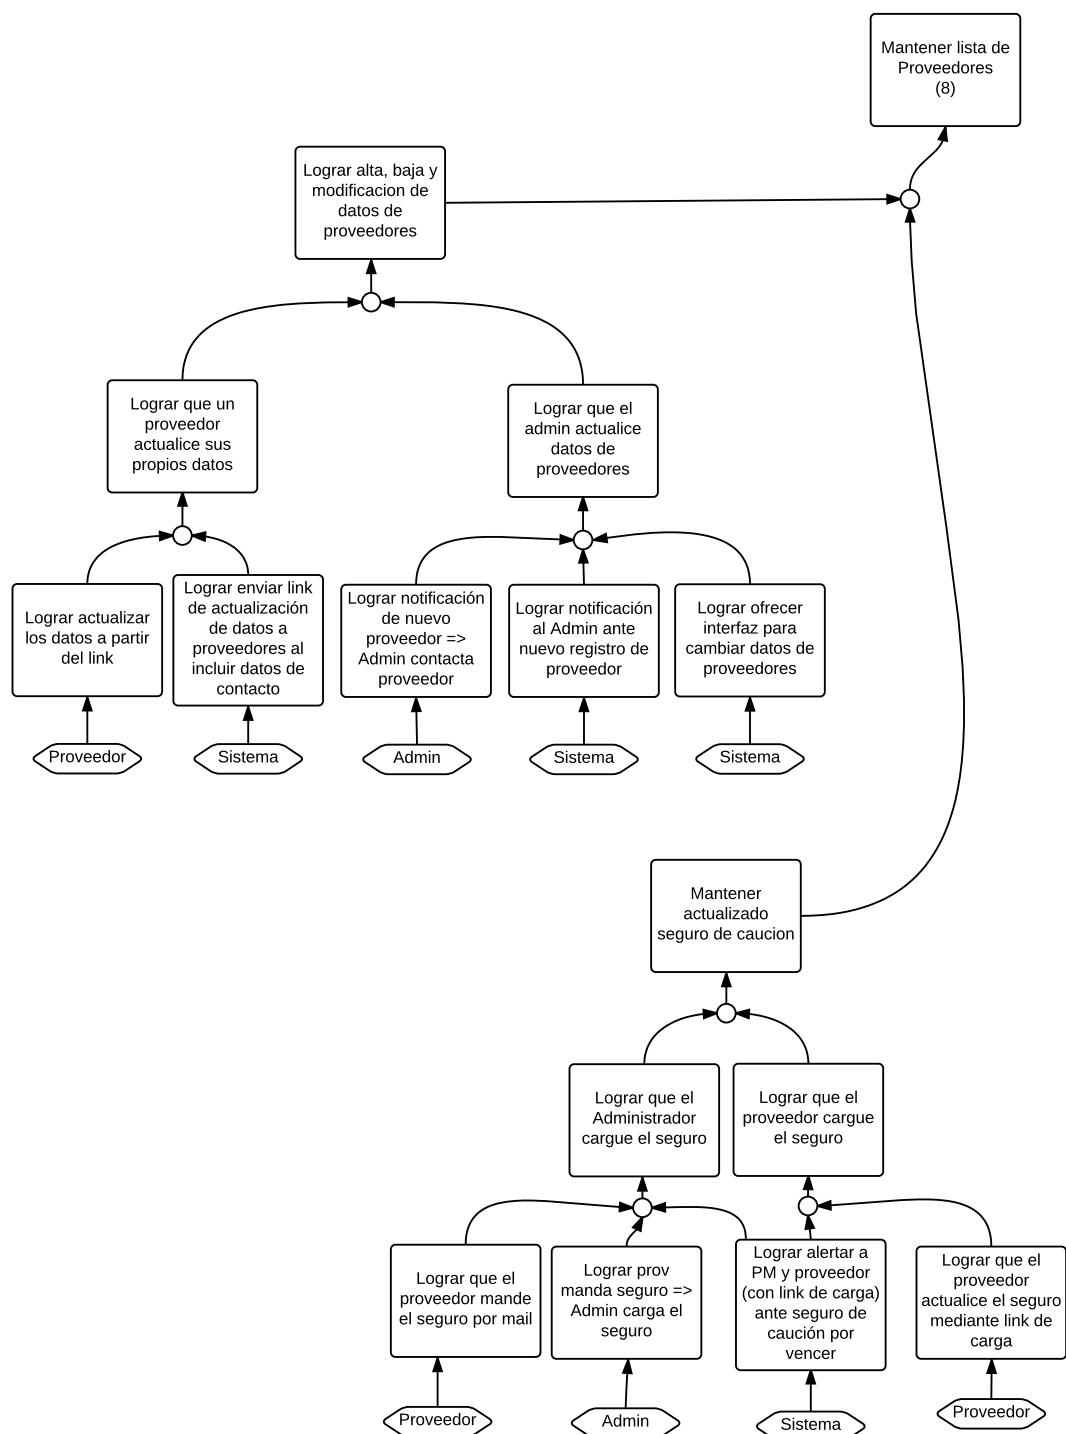 Mantener lista de
Proveedores
(8)
Lograr alta, baja y
modificacion de
datos de
proveedores
Lograr que un
proveedor
actualice sus
propios datos
Lograr que el
admin actualice
datos de
proveedores
Lograr actualizar
los datos a partir
del link
Lograr enviar link
de actualización
de datos a
proveedores al
incluir datos de
contacto
Lograr notificación
de nuevo
proveedor =>
Admin contacta
proveedor
Lograr notificación
al Admin ante
nuevo registro de
proveedor
Lograr ofrecer
interfaz para
cambiar datos de
proveedores
Proveedor
Sistema
Admin
Sistema
Sistema
Mantener
actualizado
seguro de caucion
Lograr que el
Administrador
cargue el seguro
Lograr que el
proveedor cargue
el seguro
Lograr que el
proveedor mande
el seguro por mail
Lograr prov
manda seguro =>
Admin carga el
seguro
Lograr alertar a
PM y proveedor
(con link de carga)
ante seguro de
caución por
vencer
Lograr que el
proveedor
actualice el seguro
mediante link de
carga
Proveedor
Admin
Sistema
Proveedor